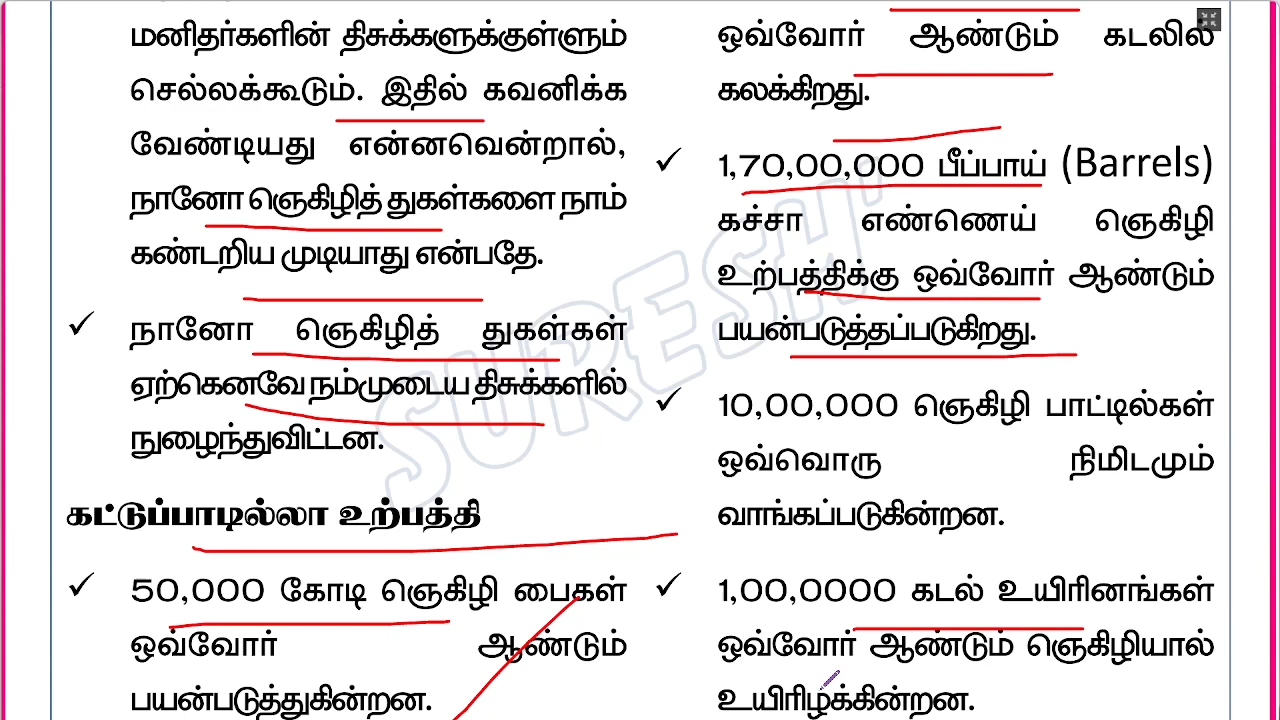 மனிதர்களின் திசுக்களுக்குள்ளும்
செல்லக்கூடும். இதில் கவனிக்க
வேண்டியது என்னவென்றால்,
நானோ ஞெகிழித் துகள்களை நாம்
கண்டறிய முடியாது என்பதே.
✓ நானோ ஞெகிழித் துகள்கள்
ஏற்கெனவே நம்முடைய திசுக்களில்
நுழைந்துவிட்டன.
கட்டுப்பாடில்லா உற்பத்தி
✓ 50,000 கோடி ஞெகிழி பைகள்
ஒவ்வோர் ஆண்டும்
பயன்படுத்துகின்றன.
ஒவ்வோர் ஆண்டும் கடலில்
கலக்கிறது.
✓ 1,70,00,000 பீப்பாய் (Barrels)
கச்சா எண்ணெய் ஞெகிழி
உற்பத்திக்கு ஒவ்வோர் ஆண்டும்
பயன்படுத்தப்படுகிறது.
✓ 10,00,000 ஞெகிழி பாட்டில்கள்
ஒவ்வொரு நிமிடமும்
வாங்கப்படுகின்றன.
✓ 1,00,0000 கடல் உயிரினங்கள்
ஒவ்வோர் ஆண்டும் ஞெகிழியால்
உயிரிழக்கின்றன.
SURESH'